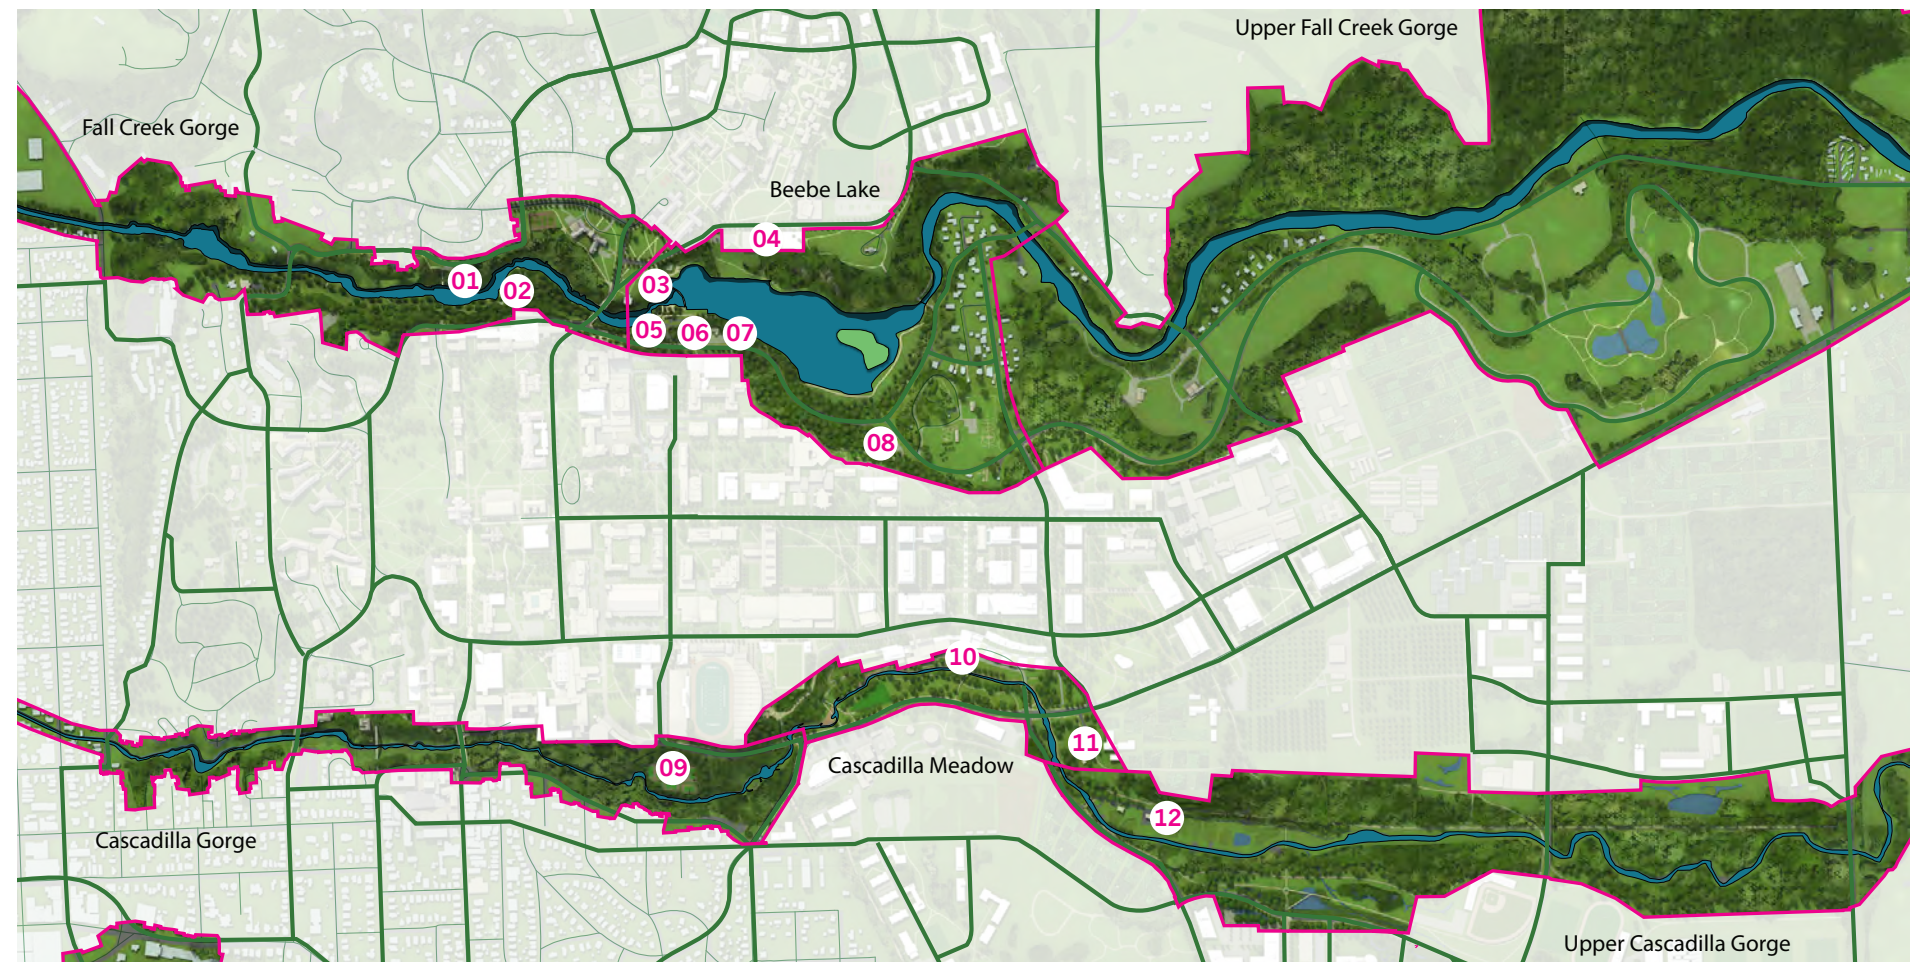 Upper Fall Creek Gorge
Fall Creek Gorge
Beebe Lake
04
01
02
03
05
06
07
08
10
11
09
Cascadilla Meadow
12
Cascadilla Gorge
Upper Cascadilla Gorge